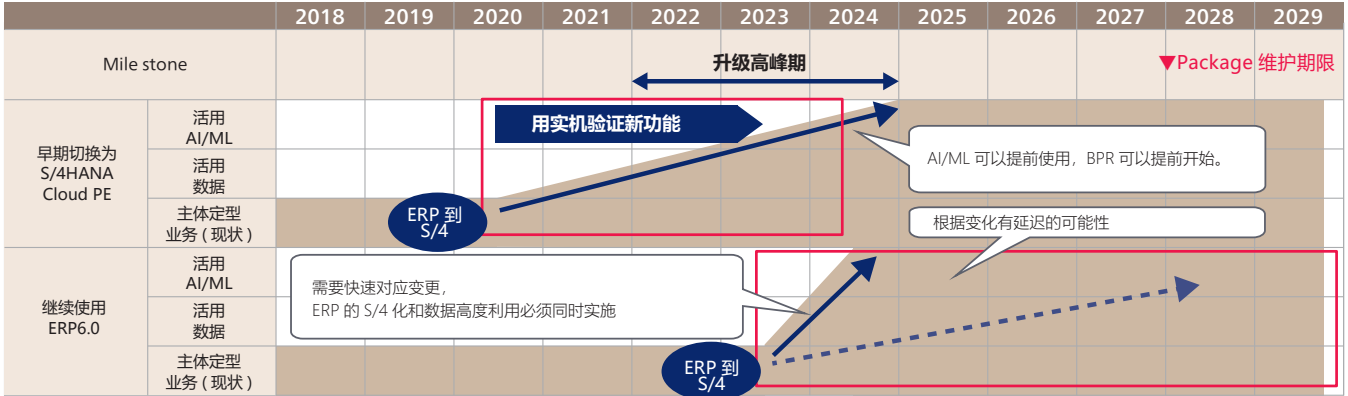 2018 2019 2020 2021 2022 2023 2024 2025 2026 2027 2028 2029
Mile stone
升级高峰期
▼Package 维护期限
早期切换为
S/4HANA
Cloud PE
活用
AI/ML
用实机验证新功能
AI/ML 可以提前使用，BPR 可以提前开始。
活用
数据
主体定型
业务 ( 现状 )
ERP 到
S/4
根据变化有延迟的可能性
继续使用
ERP6.0
活用
AI/ML
需要快速对应变更，
ERP 的 S/4 化和数据高度利用必须同时实施
活用
数据
主体定型
业务 ( 现状 )
ERP 到
S/4